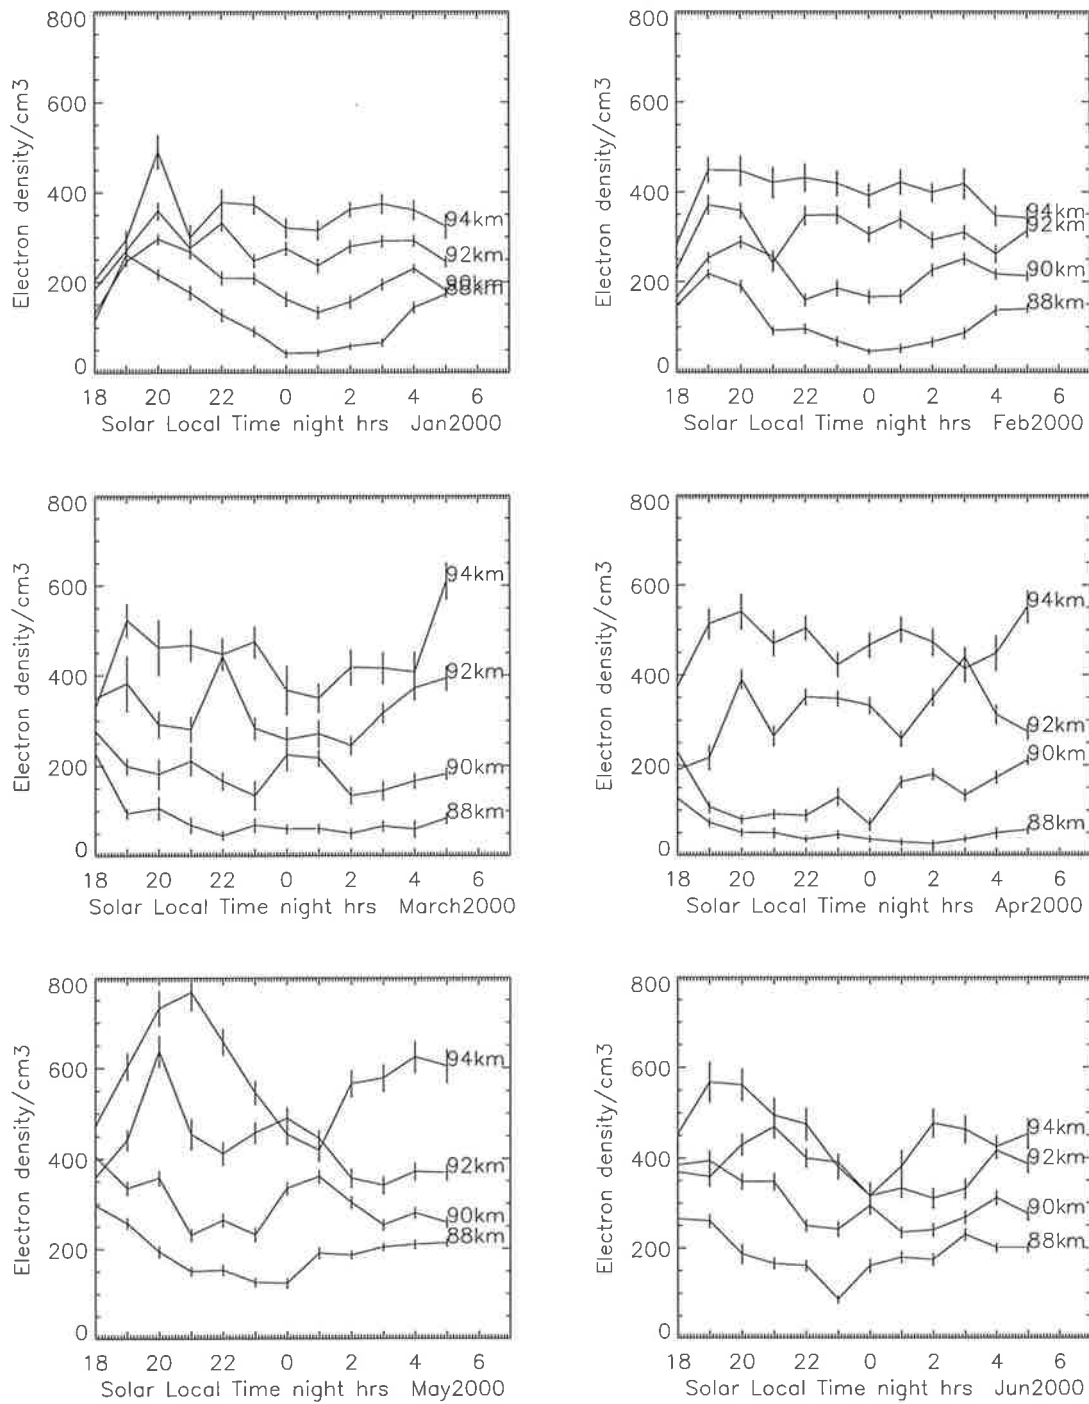 800
600
400
200
0
Electron density/cm3
94km
92km
90km
88km
18 20 22 0 2 4 6
Solar Local Time night hrs Jan2000
800
600
400
200
0
Electron density/cm3
94km
92km
90km
88km
18 20 22 0 2 4 6
Solar Local Time night hrs Feb2000
800
600
400
200
0
Electron density/cm3
94km
92km
90km
88km
18 20 22 0 2 4 6
Solar Local Time night hrs March2000
800
600
400
200
0
Electron density/cm3
94km
92km
90km
88km
18 20 22 0 2 4 6
Solar Local Time night hrs Apr2000
800
600
400
200
0
Electron density/cm3
94km
92km
90km
88km
18 20 22 0 2 4 6
Solar Local Time night hrs May2000
800
600
400
200
0
Electron density/cm3
94km
92km
90km
88km
18 20 22 0 2 4 6
Solar Local Time night hrs Jun2000